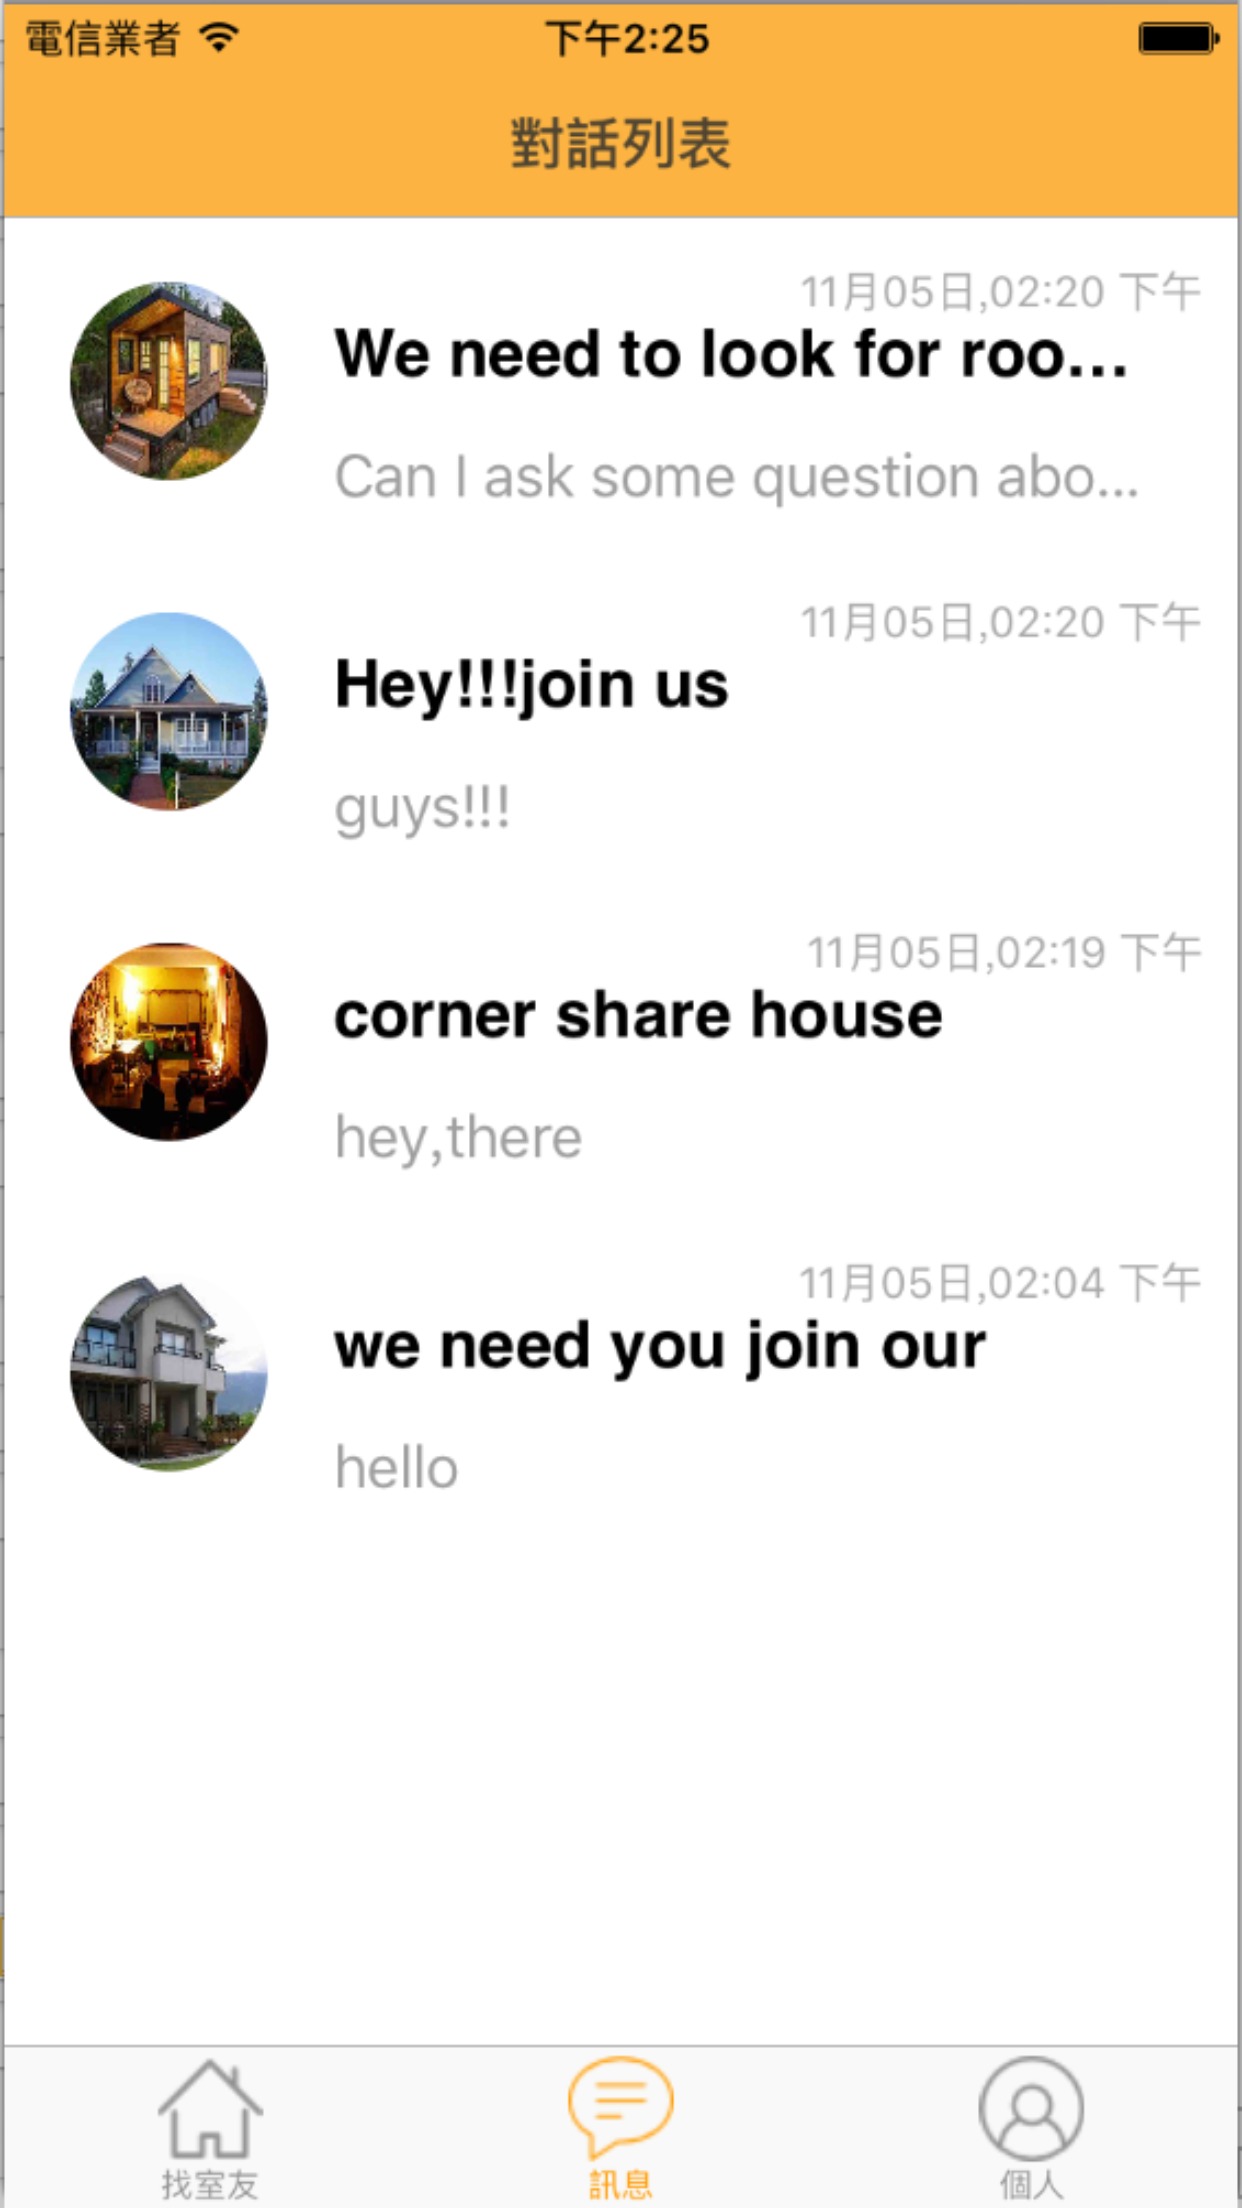 電信業者
下午2:25
對話列表
11月05日,02:20 下午
We need to look for roo...
Can I ask some question abo...
11月05日,02:20 下午
Hey!!!join us
guys!!!
11月05日,02:19 下午
corner share house
hey,there
11月05日,02:04 下午
we need you join our
hello
找室友
訊息
個人